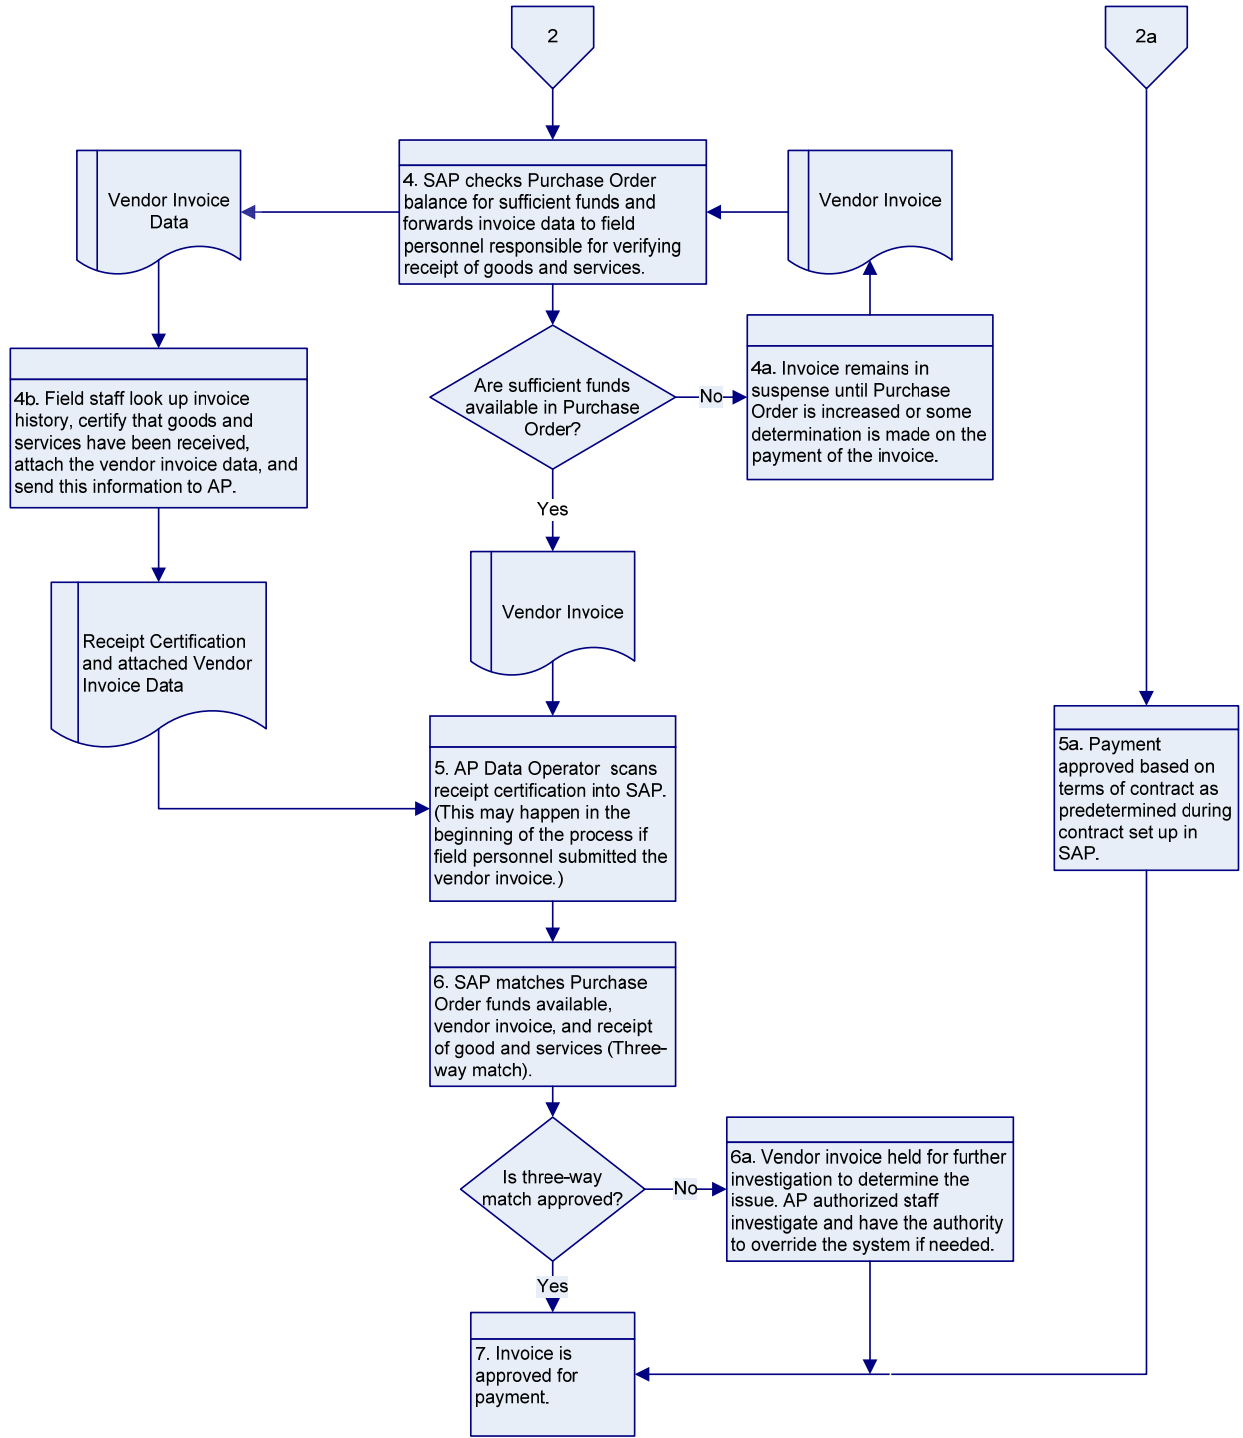 2
2a
4. SAP checks Purchase Order
balance for sufficient funds and
forwards invoice data to field
personnel responsible for verifying
receipt of goods and services.
Vendor Invoice
Data
Vendor Invoice
Are sufficient funds
available in Purchase
Order?
No
4a. Invoice remains in
suspense until Purchase
Order is increased or some
determination is made on the
payment of the invoice.
4b. Field staff look up invoice
history, certify that goods and
services have been received,
attach the vendor invoice data, and
send this information to AP.
Yes
Vendor Invoice
Receipt Certification
and attached Vendor
Invoice Data
5. AP Data Operator scans
receipt certification into SAP.
(This may happen in the
beginning of the process if
field personnel submitted the
vendor invoice.)
5a. Payment
approved based on
terms of contract as
predetermined during
contract set up in
SAP.
6. SAP matches Purchase
Order funds available,
vendor invoice, and receipt
of good and services (Three-
way match).
Is three-way
match approved?
No
6a. Vendor invoice held for further
investigation to determine the
issue. AP authorized staff
investigate and have the authority
to override the system if needed.
Yes
7. Invoice is
approved for
payment.